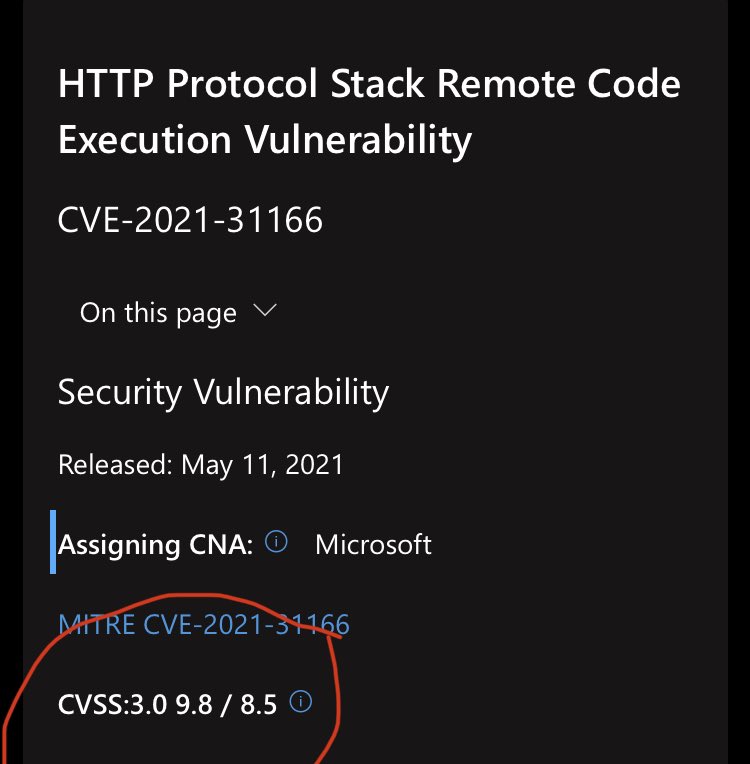 HTTP Protocol Stack Remote Code
Execution Vulnerability
CVE-2021-31166
On this page
Security Vulnerability
Released: May 11, 2021
Assigning CNA: Microsoft
MITRE CVE-2021-31166
CVSS:3.0 9.8 / 8.5